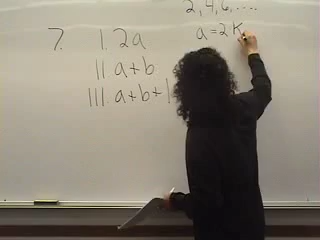 2, 4, 6, ....
a = 2K
7. I. 2a
II. a+b
III. a+b+1